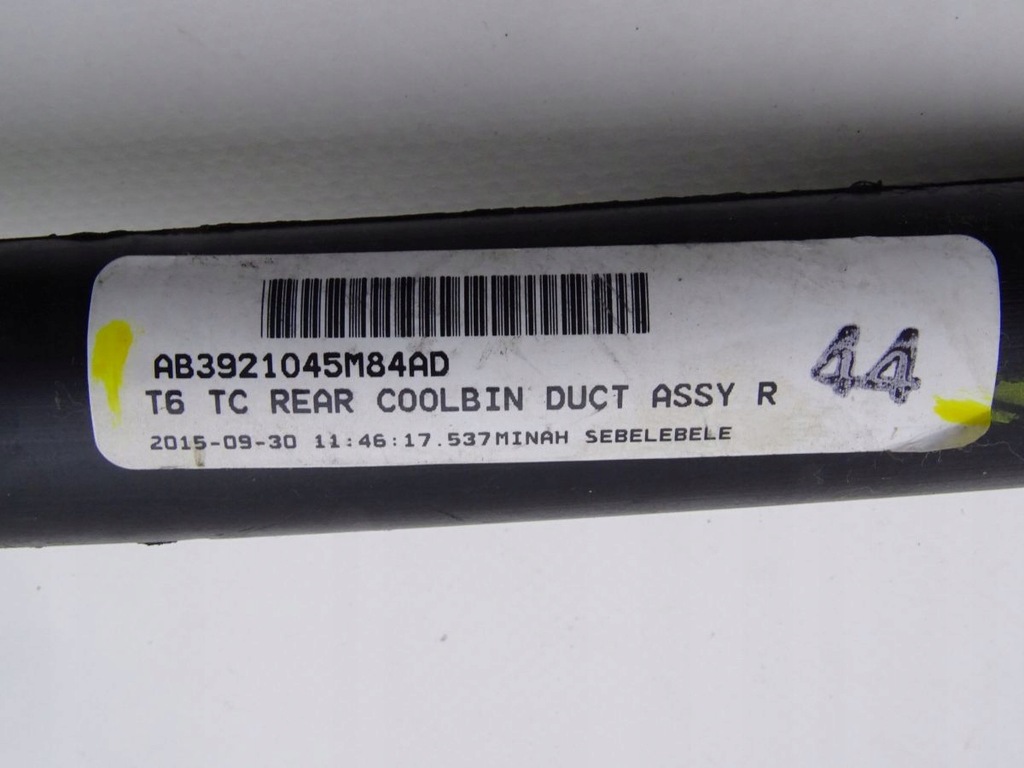 AB3921045M84AD
T6 TC REAR COOLBIN DUCT ASSY R
2015-09-30 11:46:17.537MINAH SEBELEBELE
44